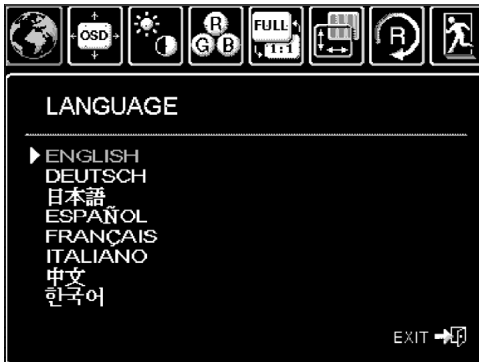 OSD
R
G B
FULL
1:1
R
LANGUAGE
ENGLISH
DEUTSCH
日本語
ESPAÑOL
FRANÇAIS
ITALIANO
中文
한국어
EXIT